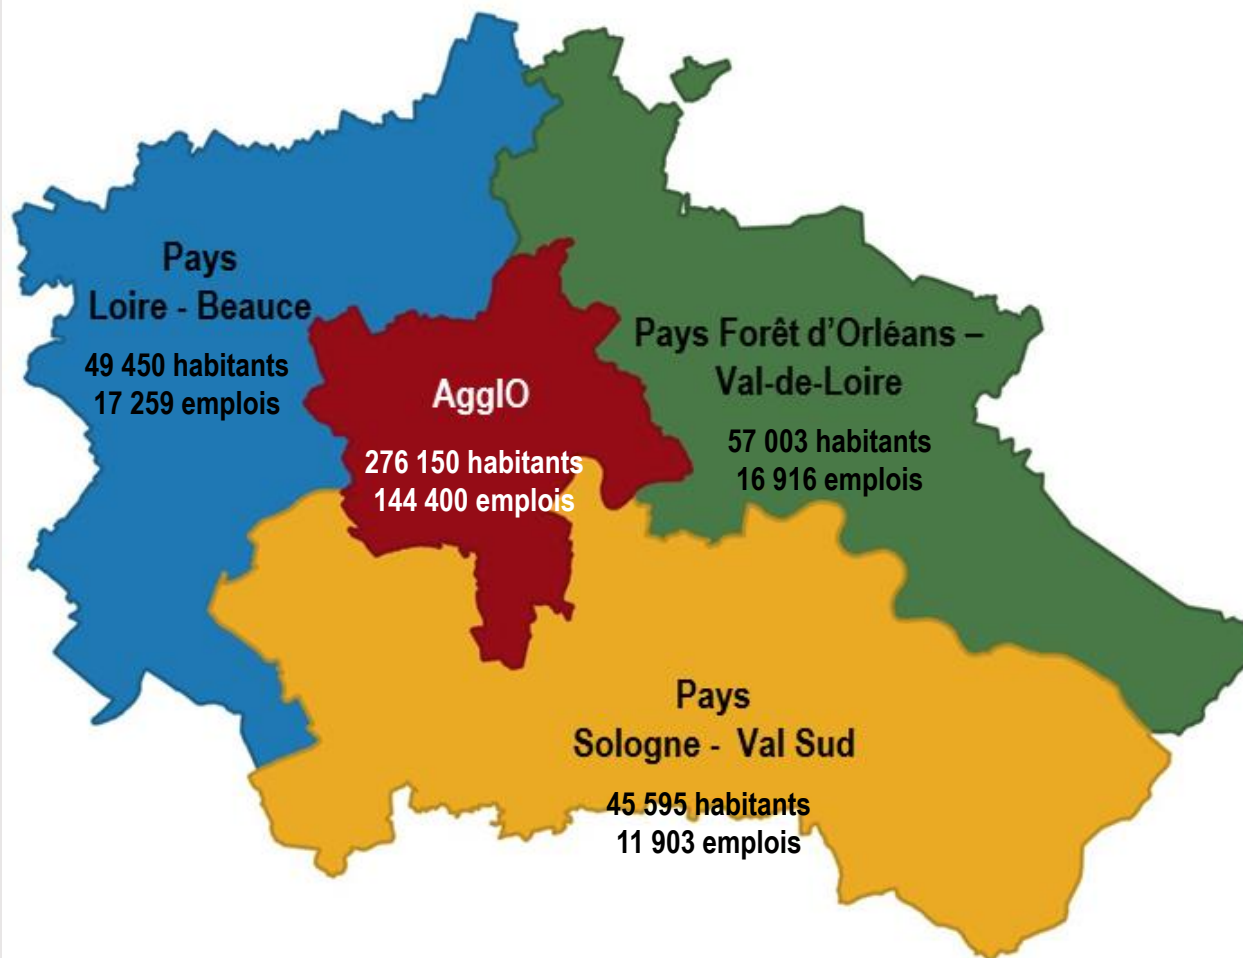 Pays
Loire - Beauce
49 450 habitants
17 259 emplois
AggIO
276 150 habitants
144 400 emplois
Pays Forêt d'Orléans –
Val-de-Loire
57 003 habitants
16 916 emplois
Pays
Sologne - Val Sud
45 595 habitants
11 903 emplois